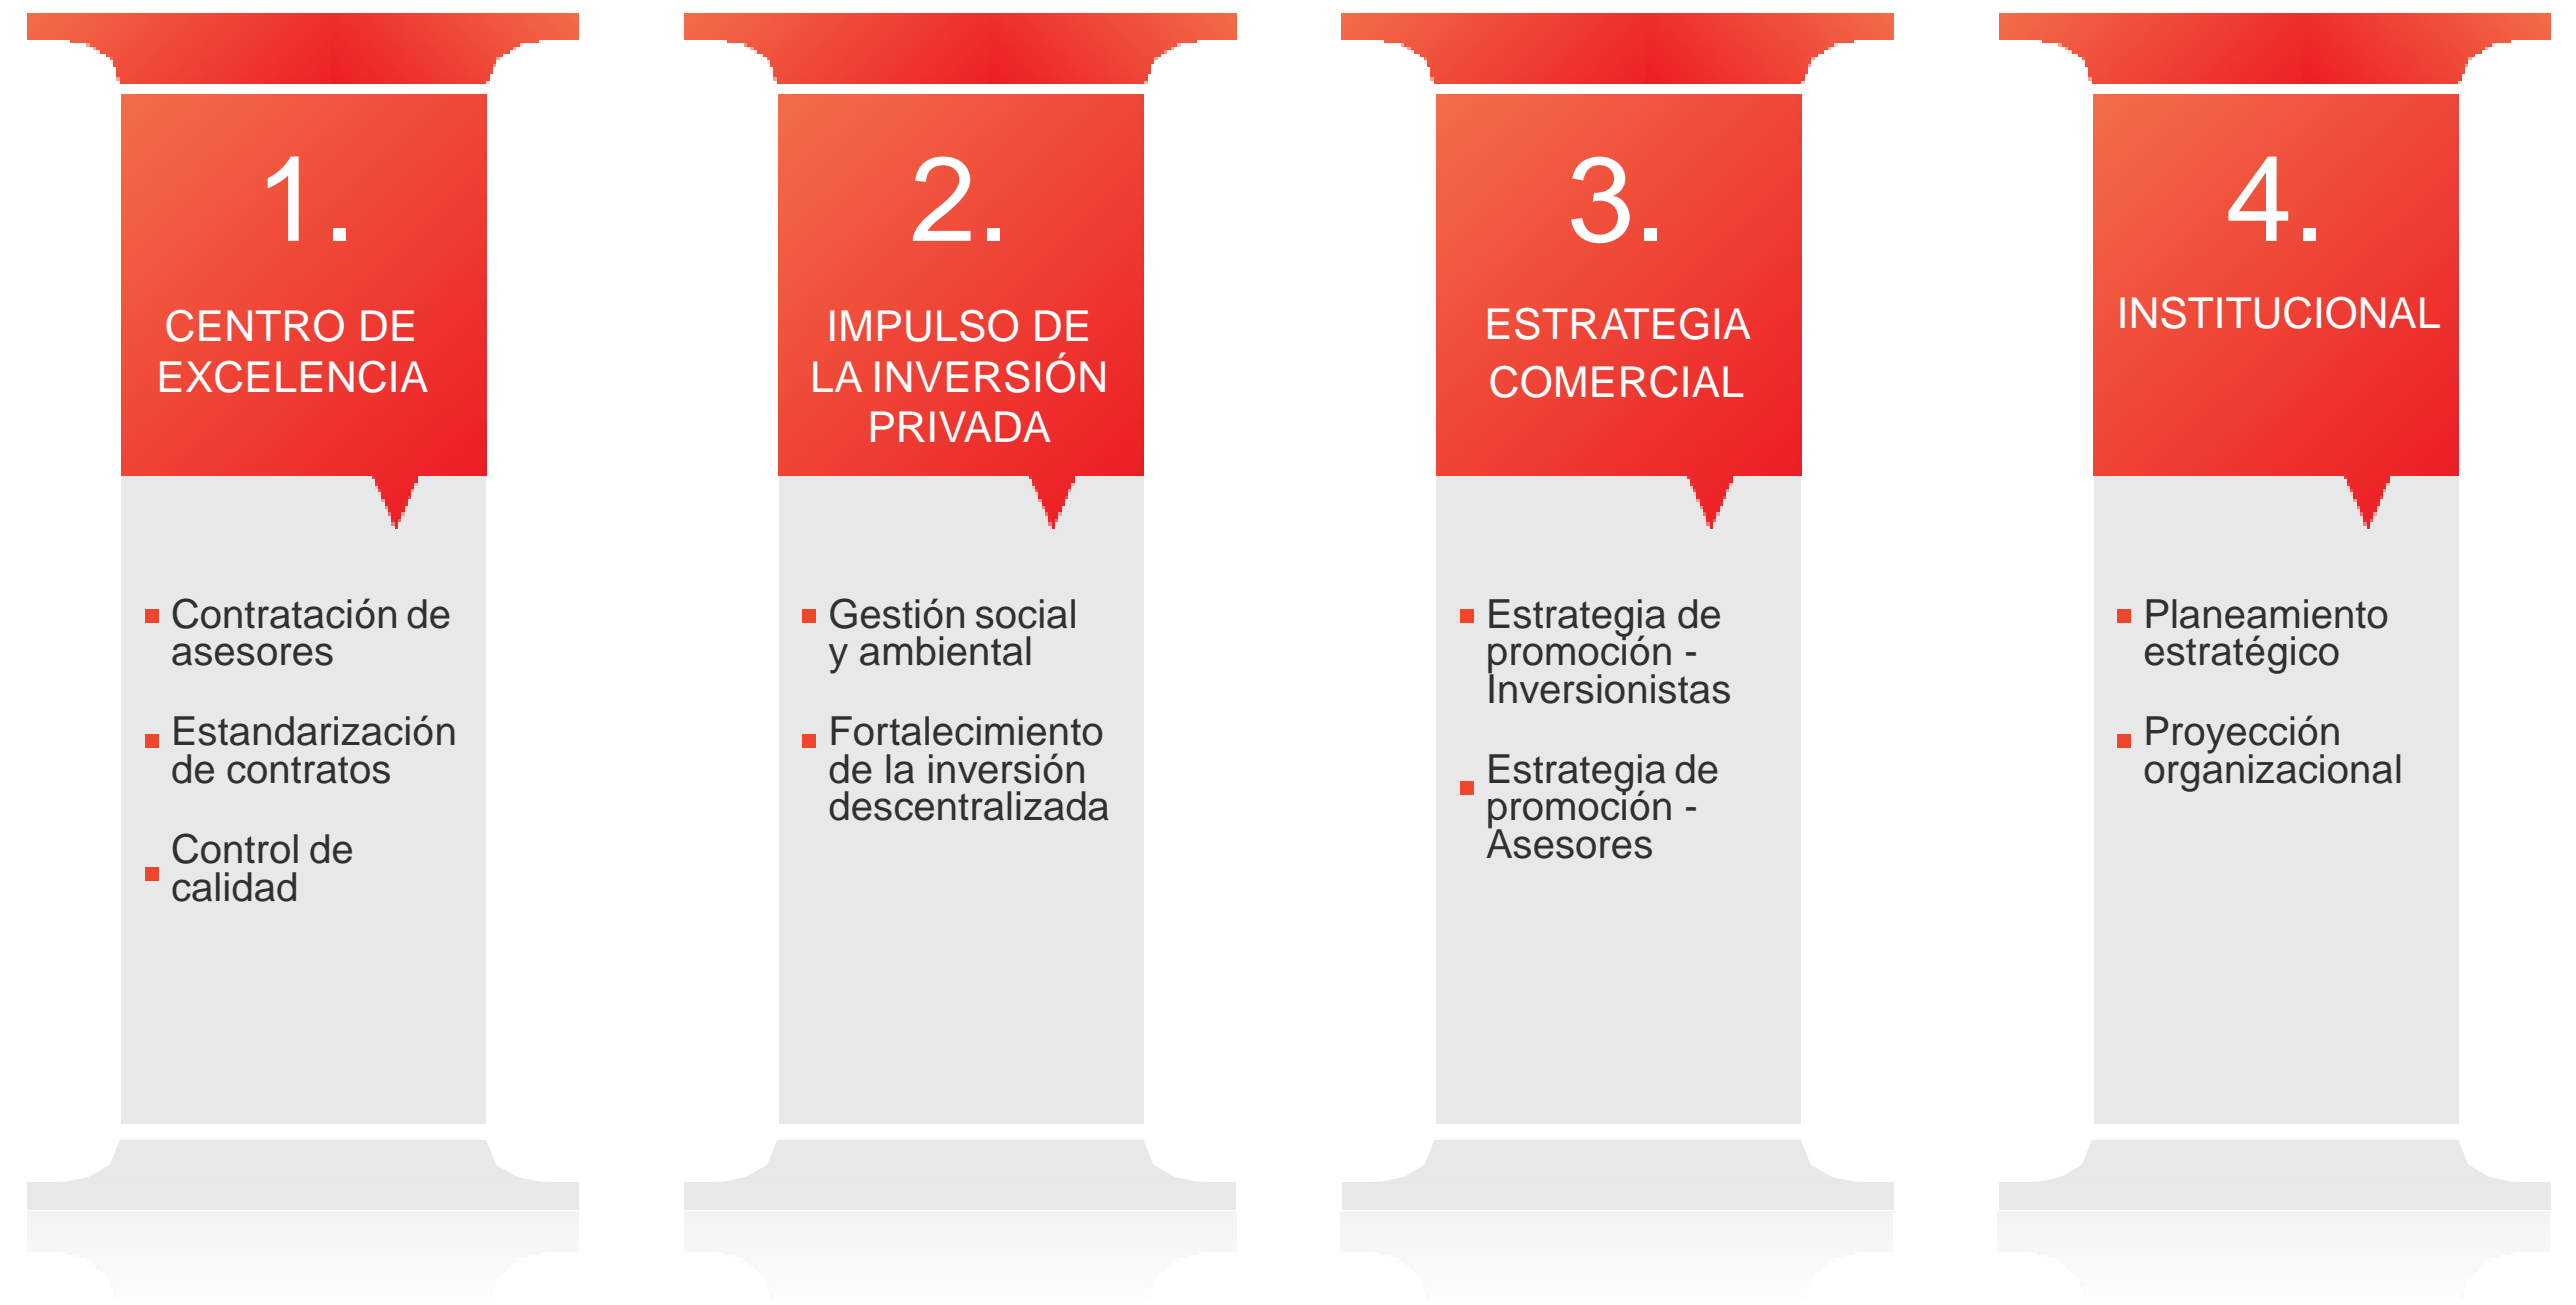 1.
CENTRO DE
EXCELENCIA
Contratación de
asesores
Estandarización
de contratos
Control de
calidad
2.
IMPULSO DE
LA INVERSIÓN
PRIVADA
Gestión social
y ambiental
Fortalecimiento
de la inversión
descentralizada
3.
ESTRATEGIA
COMERCIAL
Estrategia de
promoción -
Inversionistas
Estrategia de
promoción -
Asesores
4.
INSTITUCIONAL
Planeamiento
estratégico
Proyección
organizacional